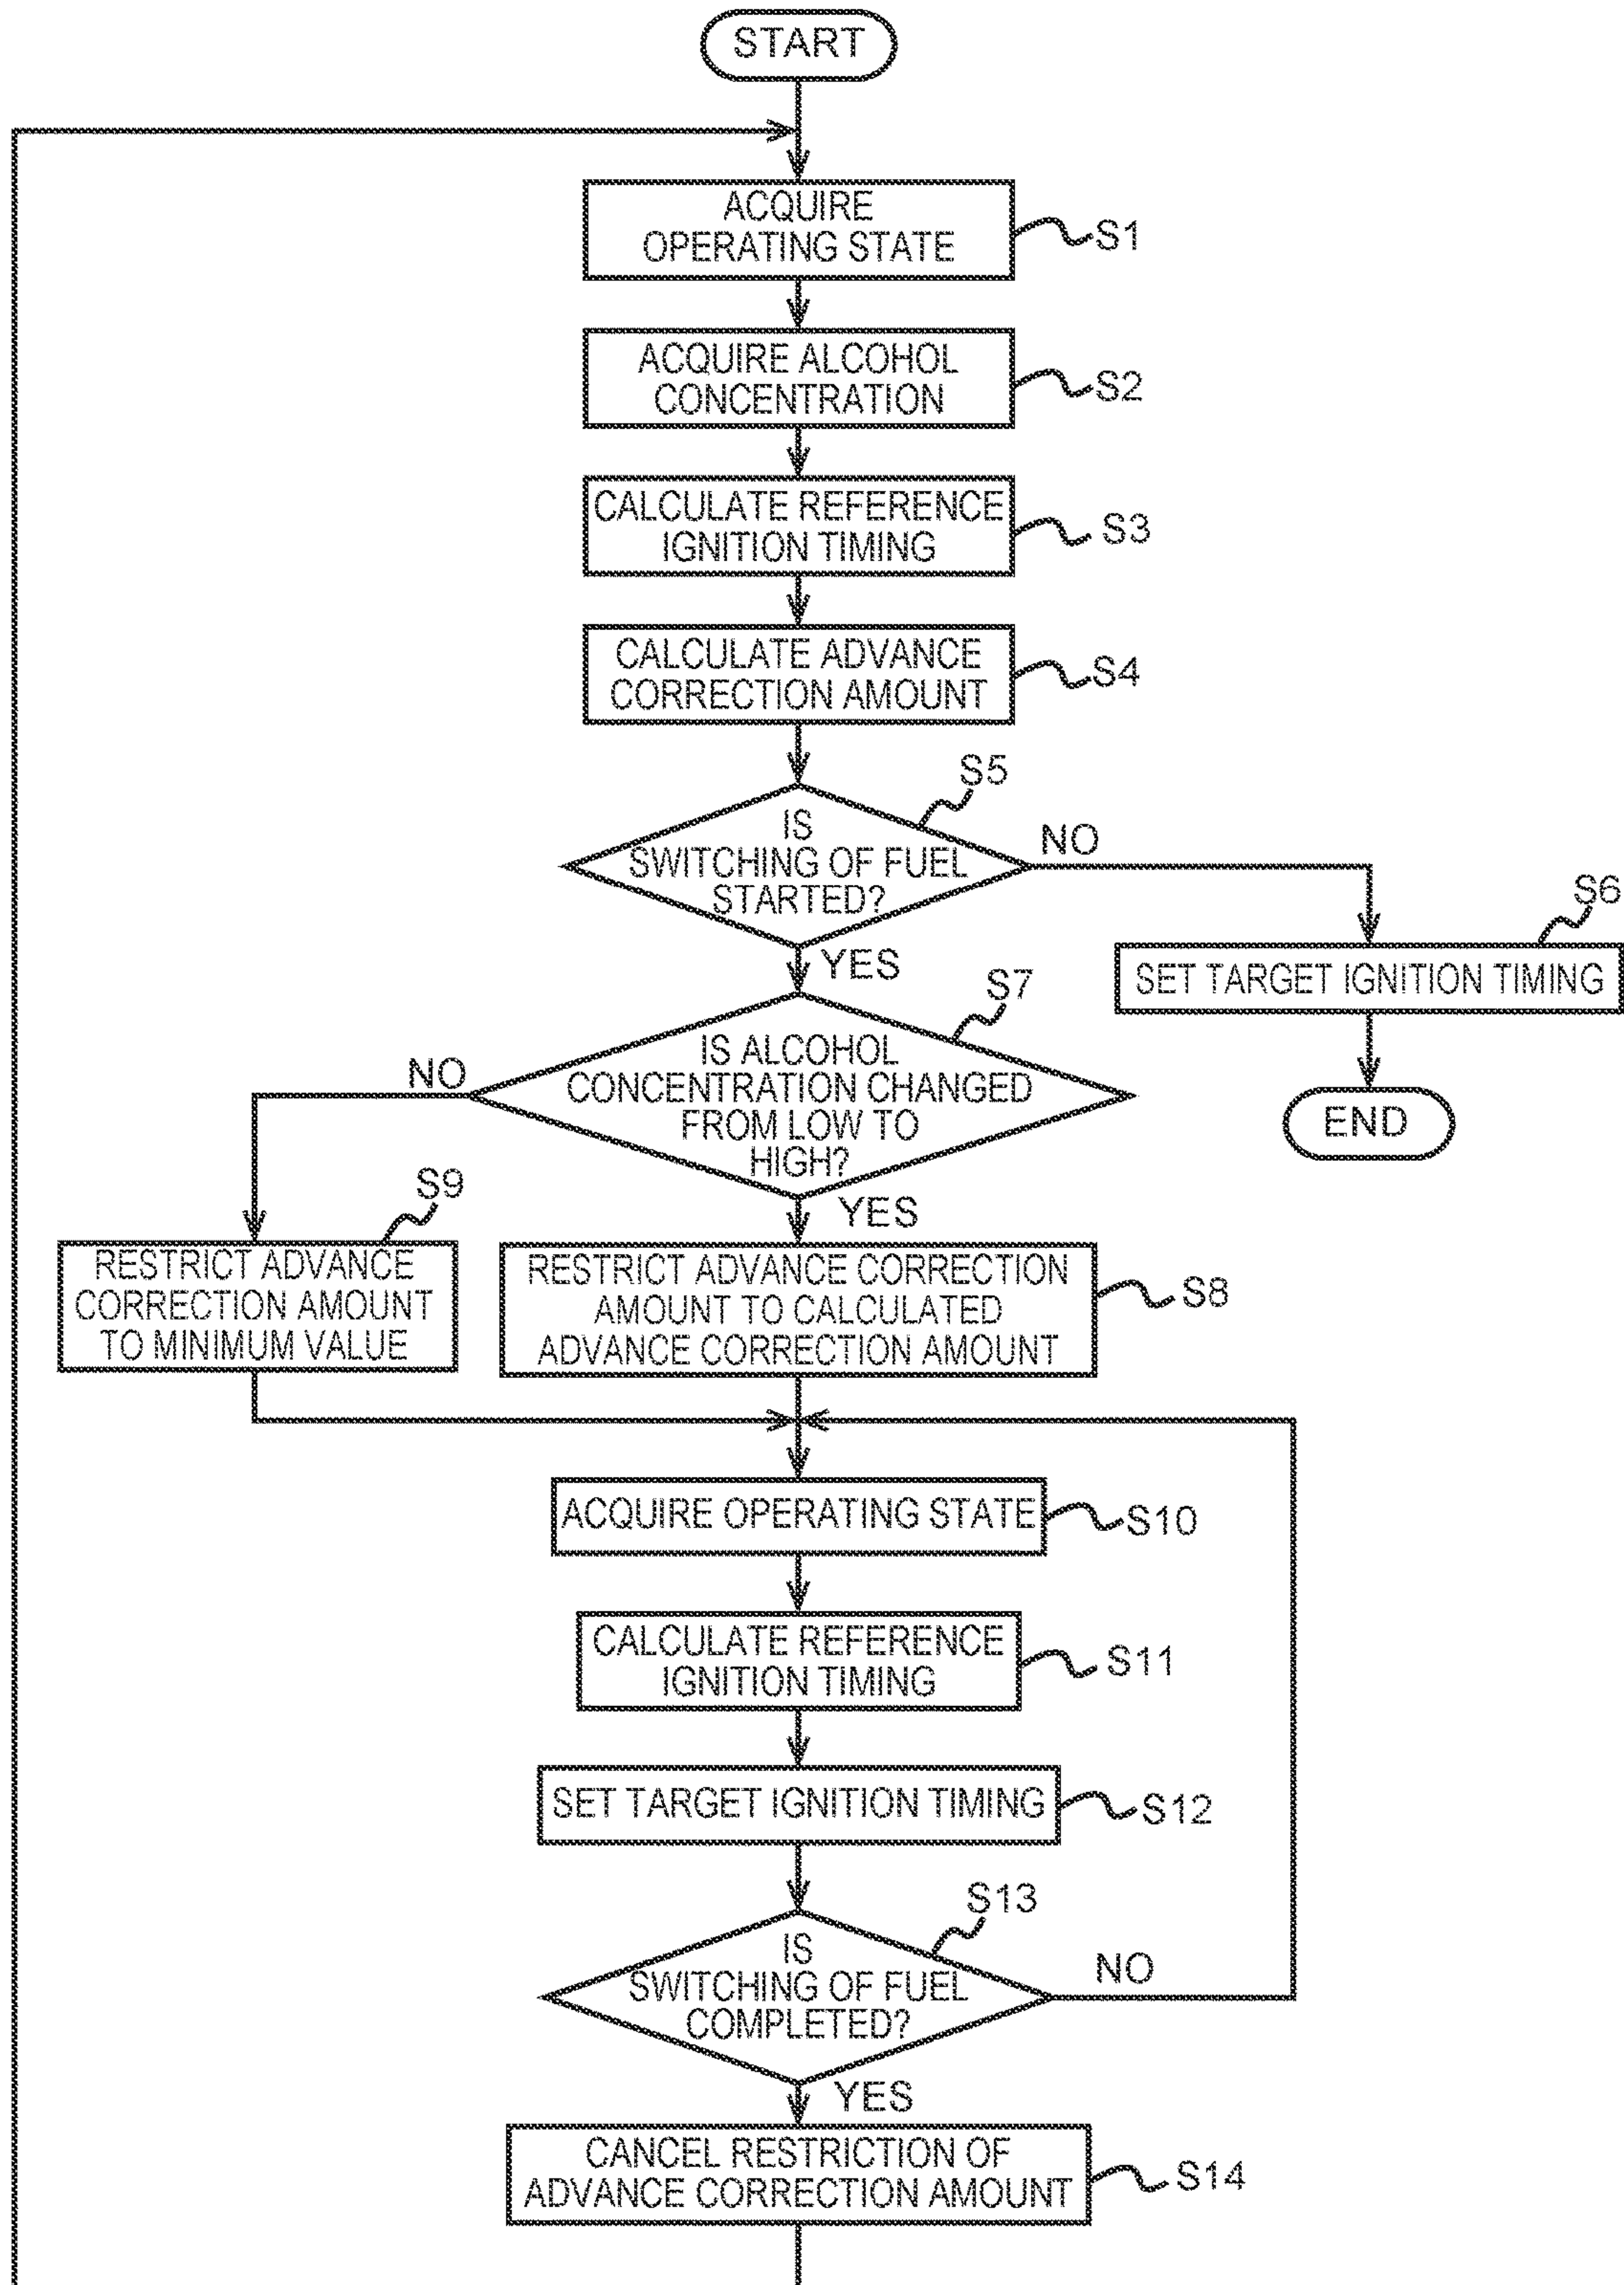 START
ACQUIRE
OPERATING STATE
S1
ACQUIRE ALCOHOL
CONCENTRATION
S2
CALCULATE REFERENCE
IGNITION TIMING
S3
CALCULATE ADVANCE
CORRECTION AMOUNT
S4
S5
IS
SWITCHING OF FUEL
STARTED?
NO
YES
S6
SET TARGET IGNITION TIMING
END
S7
IS ALCOHOL
CONCENTRATION CHANGED
FROM LOW TO
HIGH?
NO
YES
S9
RESTRICT ADVANCE
CORRECTION AMOUNT
TO MINIMUM VALUE
RESTRICT ADVANCE CORRECTION
AMOUNT TO CALCULATED
ADVANCE CORRECTION AMOUNT
S8
ACQUIRE OPERATING STATE
S10
CALCULATE REFERENCE
IGNITION TIMING
S11
SET TARGET IGNITION TIMING
S12
S13
IS
SWITCHING OF FUEL
COMPLETED?
NO
YES
CANCEL RESTRICTION OF
ADVANCE CORRECTION AMOUNT
S14